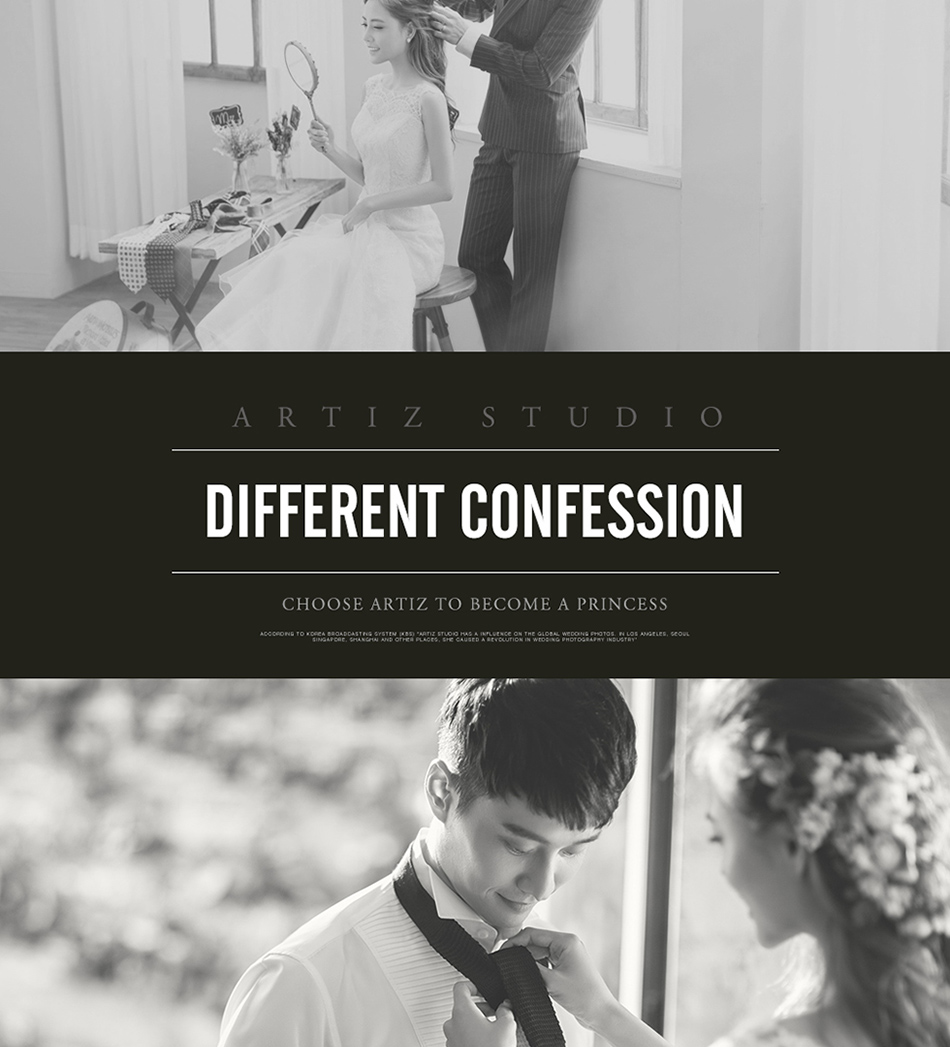 ARTIZ STUDIO
DIFFERENT CONFESSION
CHOOSE ARTIZ TO BECOME A PRINCESS
ACCORDING TO KOREA BROADCASTING SYSTEM (KBS) "ARTIZ STUDIO HAS A INFLUENCE ON THE GLOBAL WEDDING PHOTOS. IN LOS ANGELES, SEOUL
SINGAPORE, SHANGHAI AND OTHER PLACES, SHE CAUSED A REVOLUTION IN WEDDING PHOTOGRAPHY INDUSTRY"